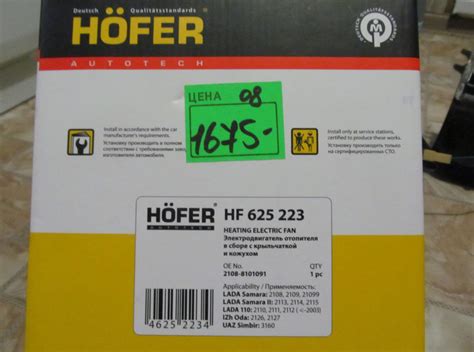 Deutsch Qualitätsstandards
HÖFER
AUTOTECH
ЦЕНА 98
1675-
Install in accordance with the car
manufacturer's requirements.
Установку производить в полном
соответствии с требованиями
изготовителя автомобиля.
Install only at service stations,
certified to produce these works.
Установку производить только
на сертифицированных СТО.
HÖFER
AUTOTECH
HF 625 223
HEATING ELECTRIC FAN
Электродвигатель отопителя
в сборе с крыльчаткой
и кожухом
OE No. QTY
2108-8101091 1 pc
Applicability / Применяемость:
LADA Samara: 2108, 2109, 21099
LADA Samara II: 2113, 2114, 2115
LADA 110: 2110, 2111, 2112 (<-2003)
IZh Oda: 2126, 2127
UAZ Simbir: 3160
4625 2234